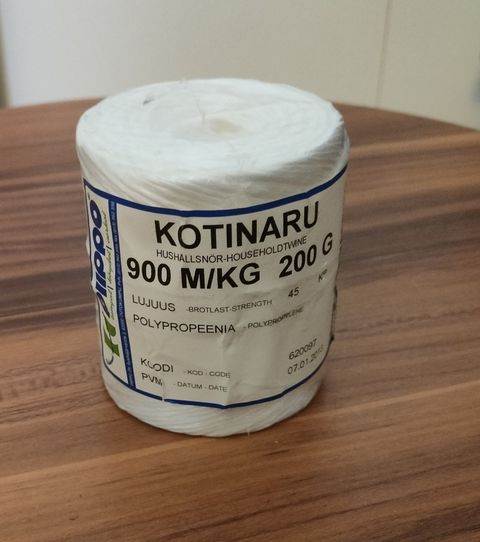 KOTINARU
HUSHÅLLSNÖR-HOUSEHOLDTWINE
900 M/KG 200 G
LUJUUS -BROTLAST-STRENGTH 45 KP
POLYPROPEENIA -POLYPROPYLENE
KOODI - KOD - CODE 620097
PVM - DATUM - DATE 07.01.2013